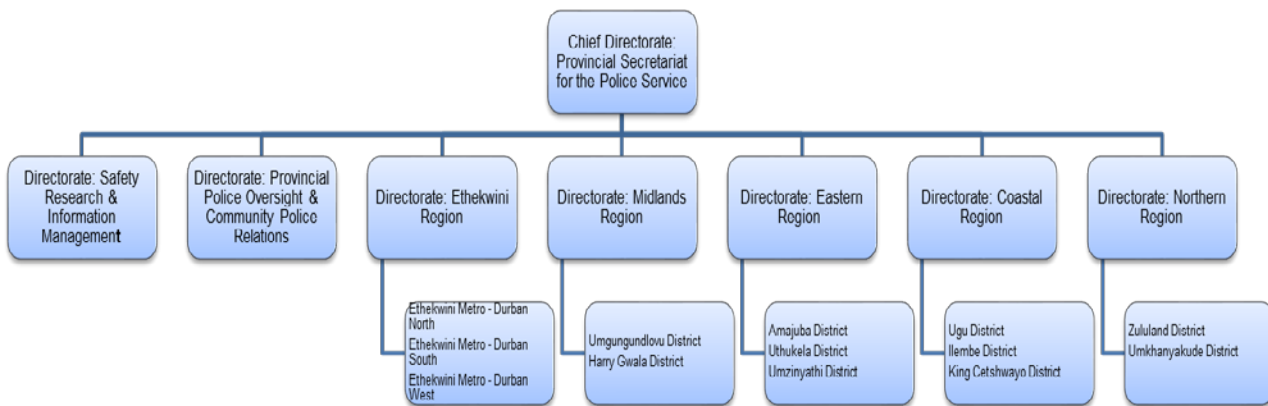 Chief Directorate:
Provincial Secretariat
for the Police Service
Directorate: Safety
Research &
Information
Management
Directorate: Provincial
Police Oversight &
Community Police
Relations
Directorate: Ethekwini
Region
Directorate: Midlands
Region
Directorate: Eastern
Region
Directorate: Coastal
Region
Directorate: Northern
Region
Ethekwini Metro - Durban
North
Ethekwini Metro - Durban
South
Ethekwini Metro - Durban
West
Umgungundlovu District
Harry Gwala District
Amajuba District
Uthukela District
Umzinyathi District
Ugu District
Ilembe District
King Cetshwayo District
Zululand District
Umkhanyakude District